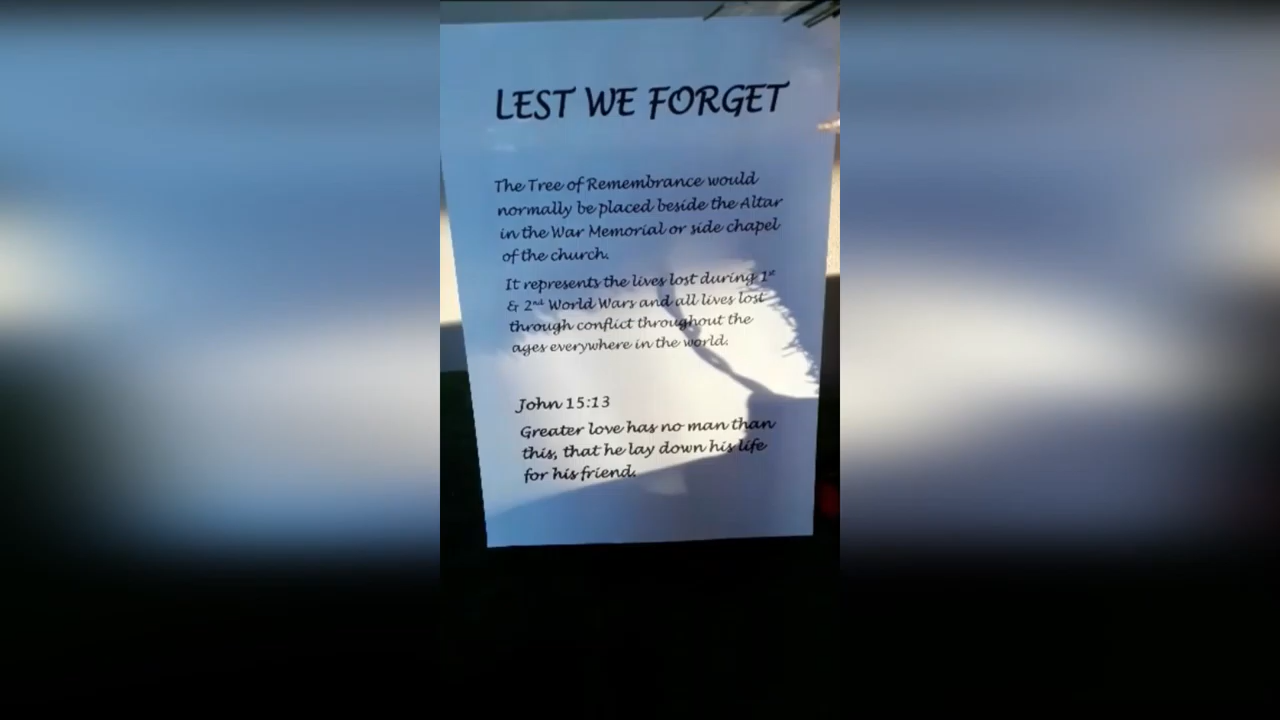 LEST WE FORGET
The Tree of Remembrance would
normally be placed beside the Altar
in the War Memorial or side chapel
of the church.
It represents the lives lost during 1st
& 2nd World Wars and all lives lost
through conflict throughout the
ages everywhere in the world.
John 15:13
Greater love has no man than
this, that he lay down his life
for his friend.